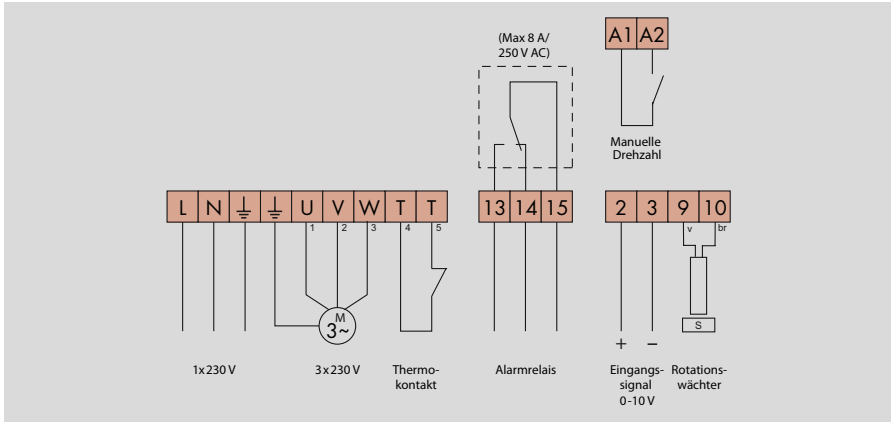 (Max 8 A/
250 V AC)
A1 A2
Manuelle
Drehzahl
L N U V W T T
1 2 3 4 5
13 14 15
2 3 9 10
v br
M
3~
S
+ −
1x230 V
3x230 V
Thermo-
kontakt
Alarmrelais
Eingangs-
signal
0-10 V
Rotations-
wächter